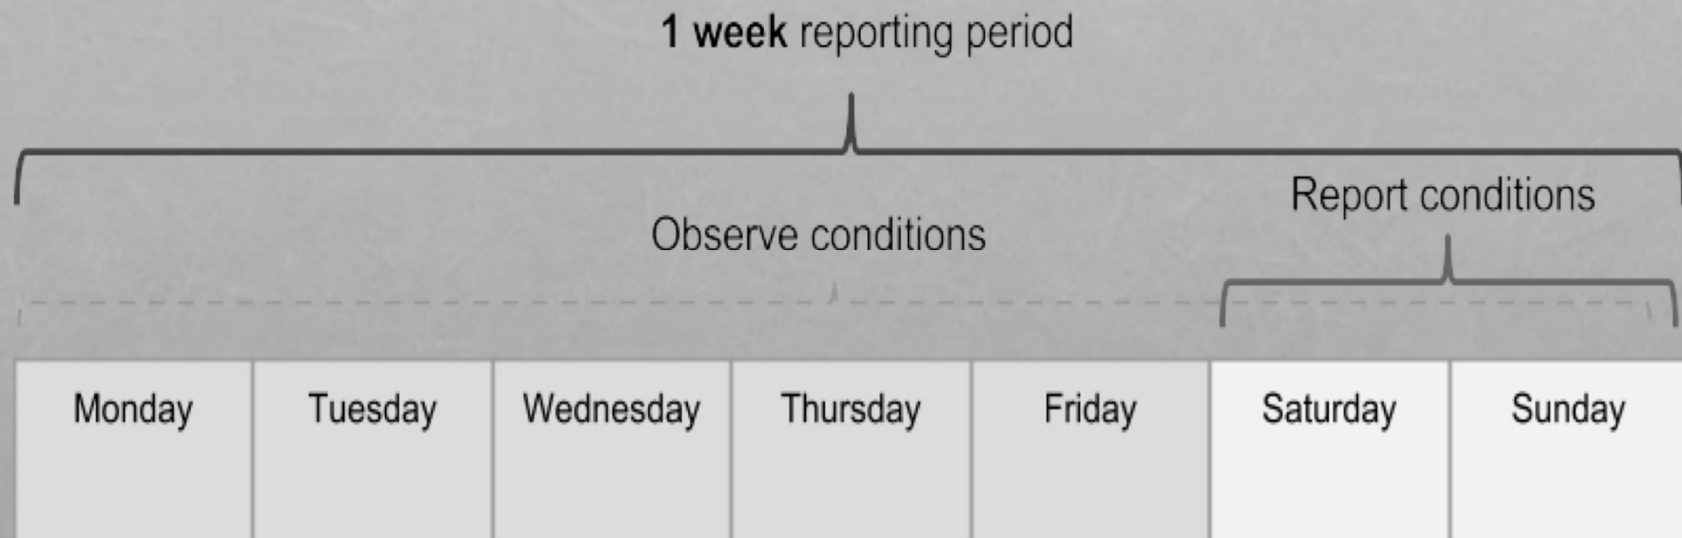 1 week reporting period
Report conditions
Observe conditions
Monday Tuesday Wednesday Thursday Friday Saturday Sunday